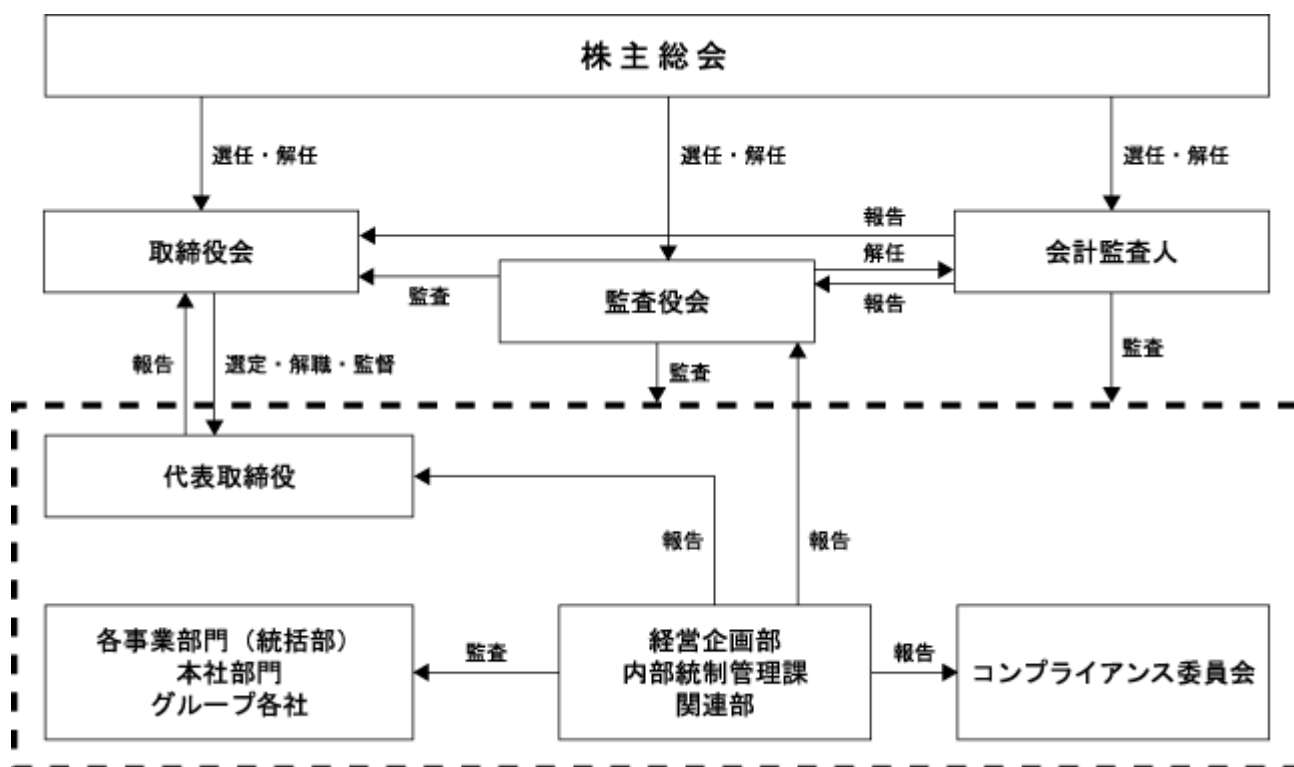 株主総会
選任・解任
選任・解任
選任・解任
取締役会
報告
会計監査人
解任
監査
監査役会
報告
報告
選定・解職・監督
監査
監査
代表取締役
報告
報告
各事業部門（統括部）
本社部門
グループ各社
監査
経営企画部
内部統制管理課
関連部
報告
コンプライアンス委員会